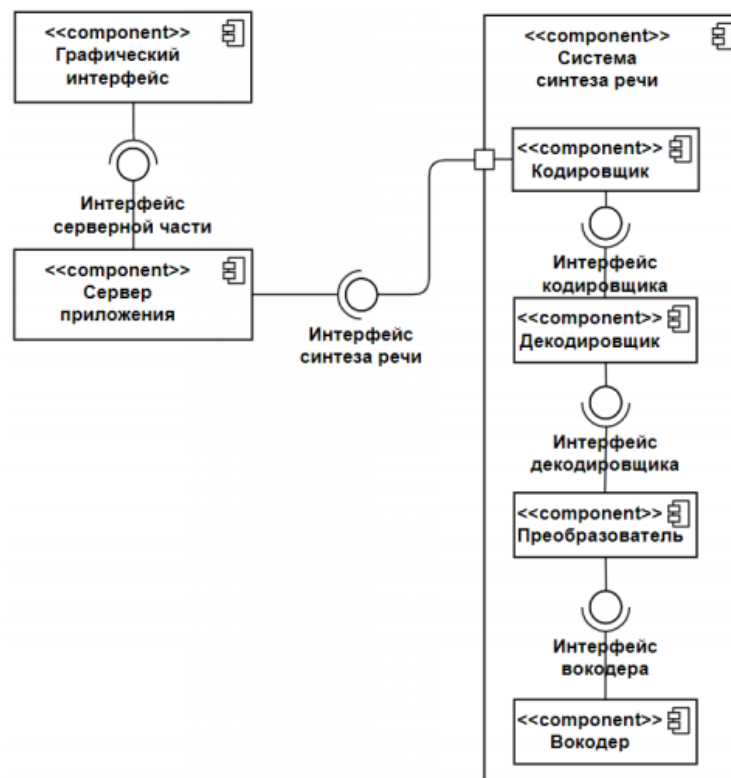 <<component>>
Графический
интерфейс
Интерфейс
серверной части
<<component>>
Сервер
приложения
Интерфейс
синтеза речи
<<component>>
Система
синтеза речи
<<component>>
Кодировщик
Интерфейс
кодировщика
<<component>>
Декодировщик
Интерфейс
декодировщика
<<component>>
Преобразователь
Интерфейс
вокодера
<<component>>
Вокодер